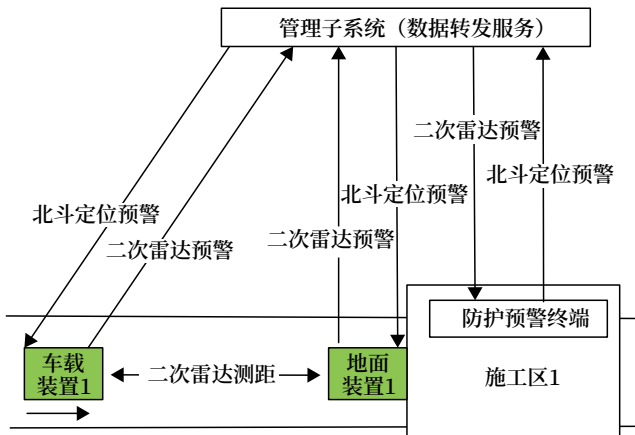 管理子系统（数据转发服务）
二次雷达预警
北斗定位预警
北斗定位预警
北斗定位预警
二次雷达预警
二次雷达预警
防护预警终端
车载
装置1
二次雷达测距
地面
装置1
施工区1